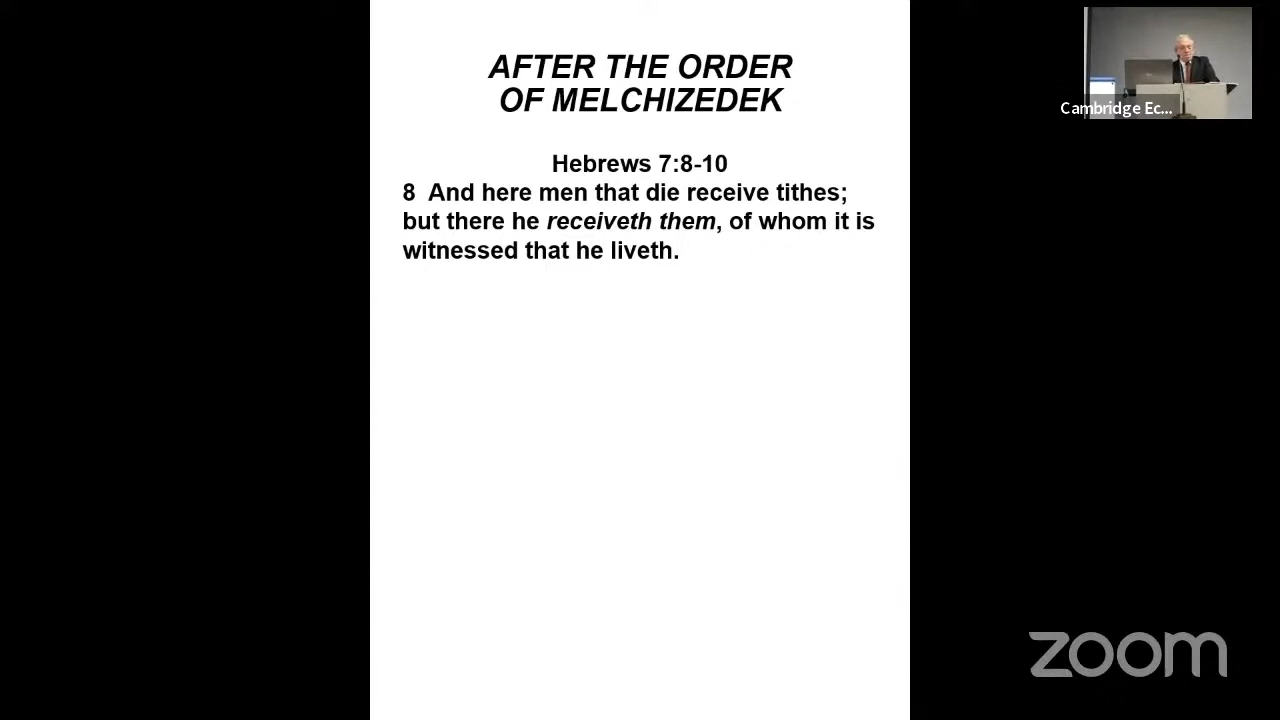 AFTER THE ORDER
OF MELCHIZEDEK
Hebrews 7:8-10
8 And here men that die receive tithes;
but there he receiveth them, of whom it is
witnessed that he liveth.
Cambridge Ec...
zoom